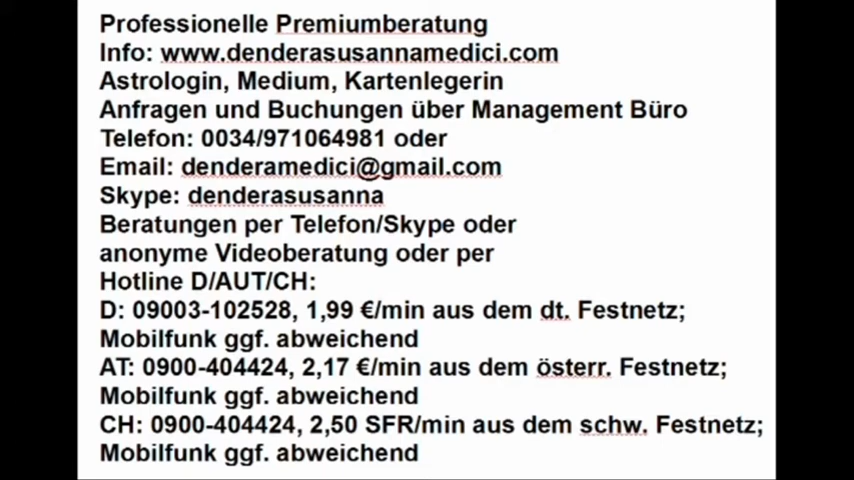 Professionelle Premiumberatung
Info: www.denderasusannamedici.com
Astrologin, Medium, Kartenlegerin
Anfragen und Buchungen über Management Büro
Telefon: 0034/971064981 oder
Email: denderamedici@gmail.com
Skype: denderasusanna
Beratungen per Telefon/Skype oder
anonyme Videoberatung oder per
Hotline D/AUT/CH:
D: 09003-102528, 1,99 €/min aus dem dt. Festnetz;
Mobilfunk ggf. abweichend
AT: 0900-404424, 2,17 €/min aus dem österr. Festnetz;
Mobilfunk ggf. abweichend
CH: 0900-404424, 2,50 SFR/min aus dem schw. Festnetz;
Mobilfunk ggf. abweichend